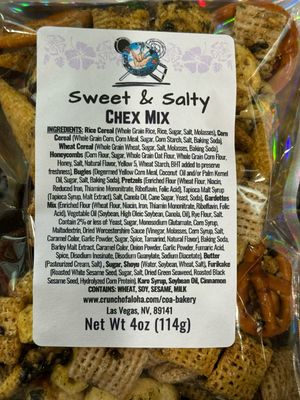 Sweet & Salty
CHEX MIX
INGREDIENTS: Rice Cereal (Whole Grain Rice, Rice, Sugar, Salt, Molasses), Corn
Cereal (Whole Grain Corn, Corn Meal, Sugar, Corn Starch, Salt, Baking Soda),
Wheat Cereal (Whole Grain Wheat, Sugar, Salt, Molasses, Baking Soda),
Honeycombs (Corn Flour, Sugar, Whole Grain Oat Flour, Whole Grain Corn Flour,
Honey, Salt, Natural Flavor, Yellow 5, Wheat Starch, BHT added to preserve
freshness), Bugles (Degermed Yellow Corn Meal, Coconut Oil and/or Palm Kernel
Oil, Sugar, Salt, Baking Soda), Pretzels (Enriched Flour (Wheat Flour, Niacin,
Reduced Iron, Thiamine Mononitrate, Riboflavin, Folic Acid), Tapioca Malt Syrup
(Tapioca Syrup, Malt Extract), Salt, Canola Oil, Cane Sugar, Yeast, Soda), Gardettos
Mix (Enriched Flour (Wheat Flour, Niacin, Iron, Thiamin Mononitrate, Riboflavin, Folic
Acid), Vegetable Oil (Soybean, High Oleic Soybean, Canola, Oil), Rye Flour, Salt,
Contain 2% or less of Yeast, Sugar, Monosodium Glutamate, Corn Syrup,
Maltodextrin, Dried Worcestershire Sauce (Vinegar, Molasses, Corn Syrup, Salt,
Caramel Color, Garlic Powder, Sugar, Spice, Tamarind, Natural Flavor), Baking Soda,
Barley Malt Extract, Caramel Color, Onion Powder, Garlic Powder, Fumaric Acid,
Spice, Disodium Inosinate, Disodium Guanylate, Sodium Diacetate), Butter
(Pasteurized Cream, Salt) , Sugar, Shoyu (Water, Soybean, Wheat, Salt), Furikake
(Roasted White Sesame Seed, Sugar, Salt, Dried Green Seaweed, Roasted Black
Sesame Seed, Hydrolyzed Corn Protein), Karo Syrup, Soybean Oil, Cinnamon
CONTAINS: WHEAT, SOY, SESAME, MILK
www.crunchofaloha.com/coa-bakery
Las Vegas, NV, 89141
Net Wt 4oz (114g)